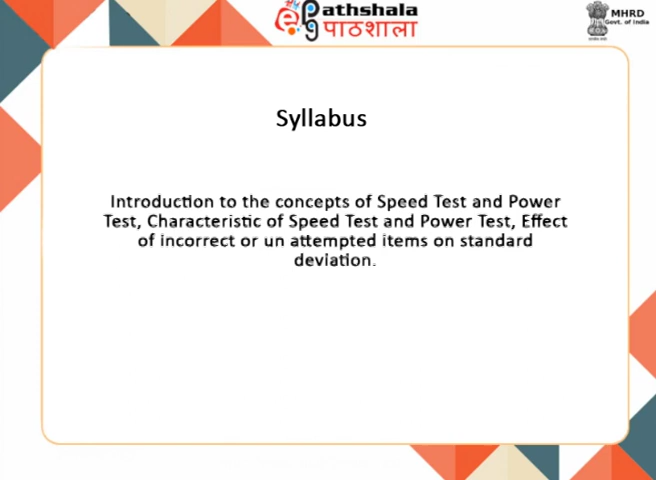 ePathshala
पाठशाला
MHRD
Govt. of India
Syllabus
Introduction to the concepts of Speed Test and Power
Test, Characteristic of Speed Test and Power Test, Effect
of incorrect or un attempted items on standard
deviation.